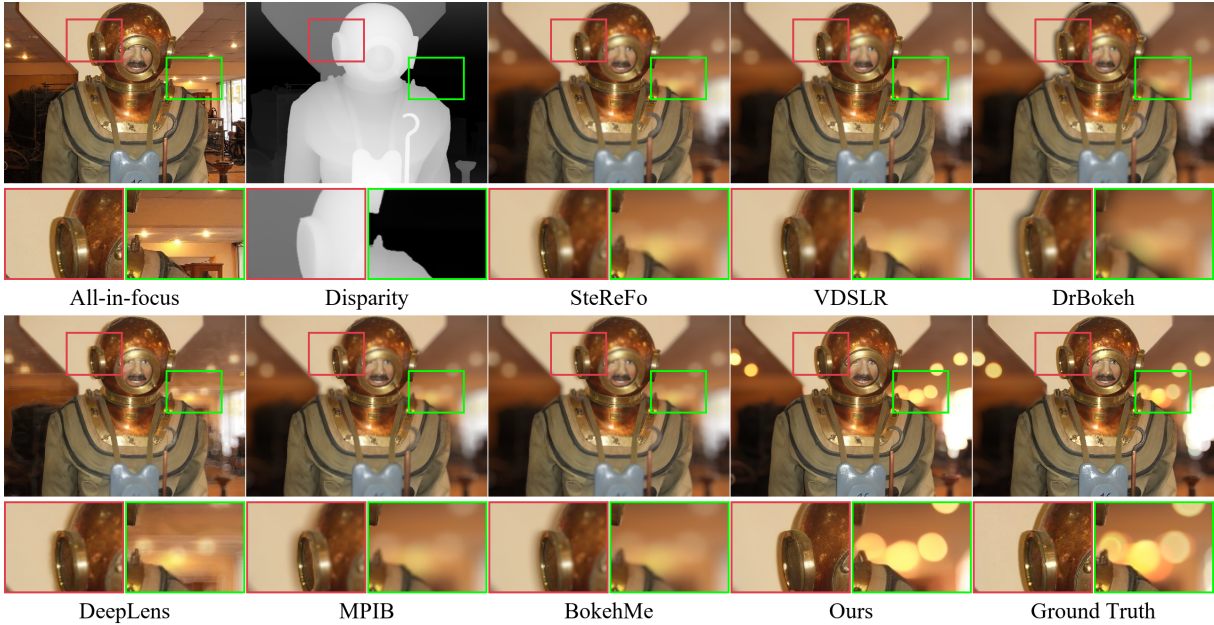 All-in-focus
Disparity
SteReFo
VDSLR
DrBokeh
DeepLens
MPIB
BokehMe
Ours
Ground Truth